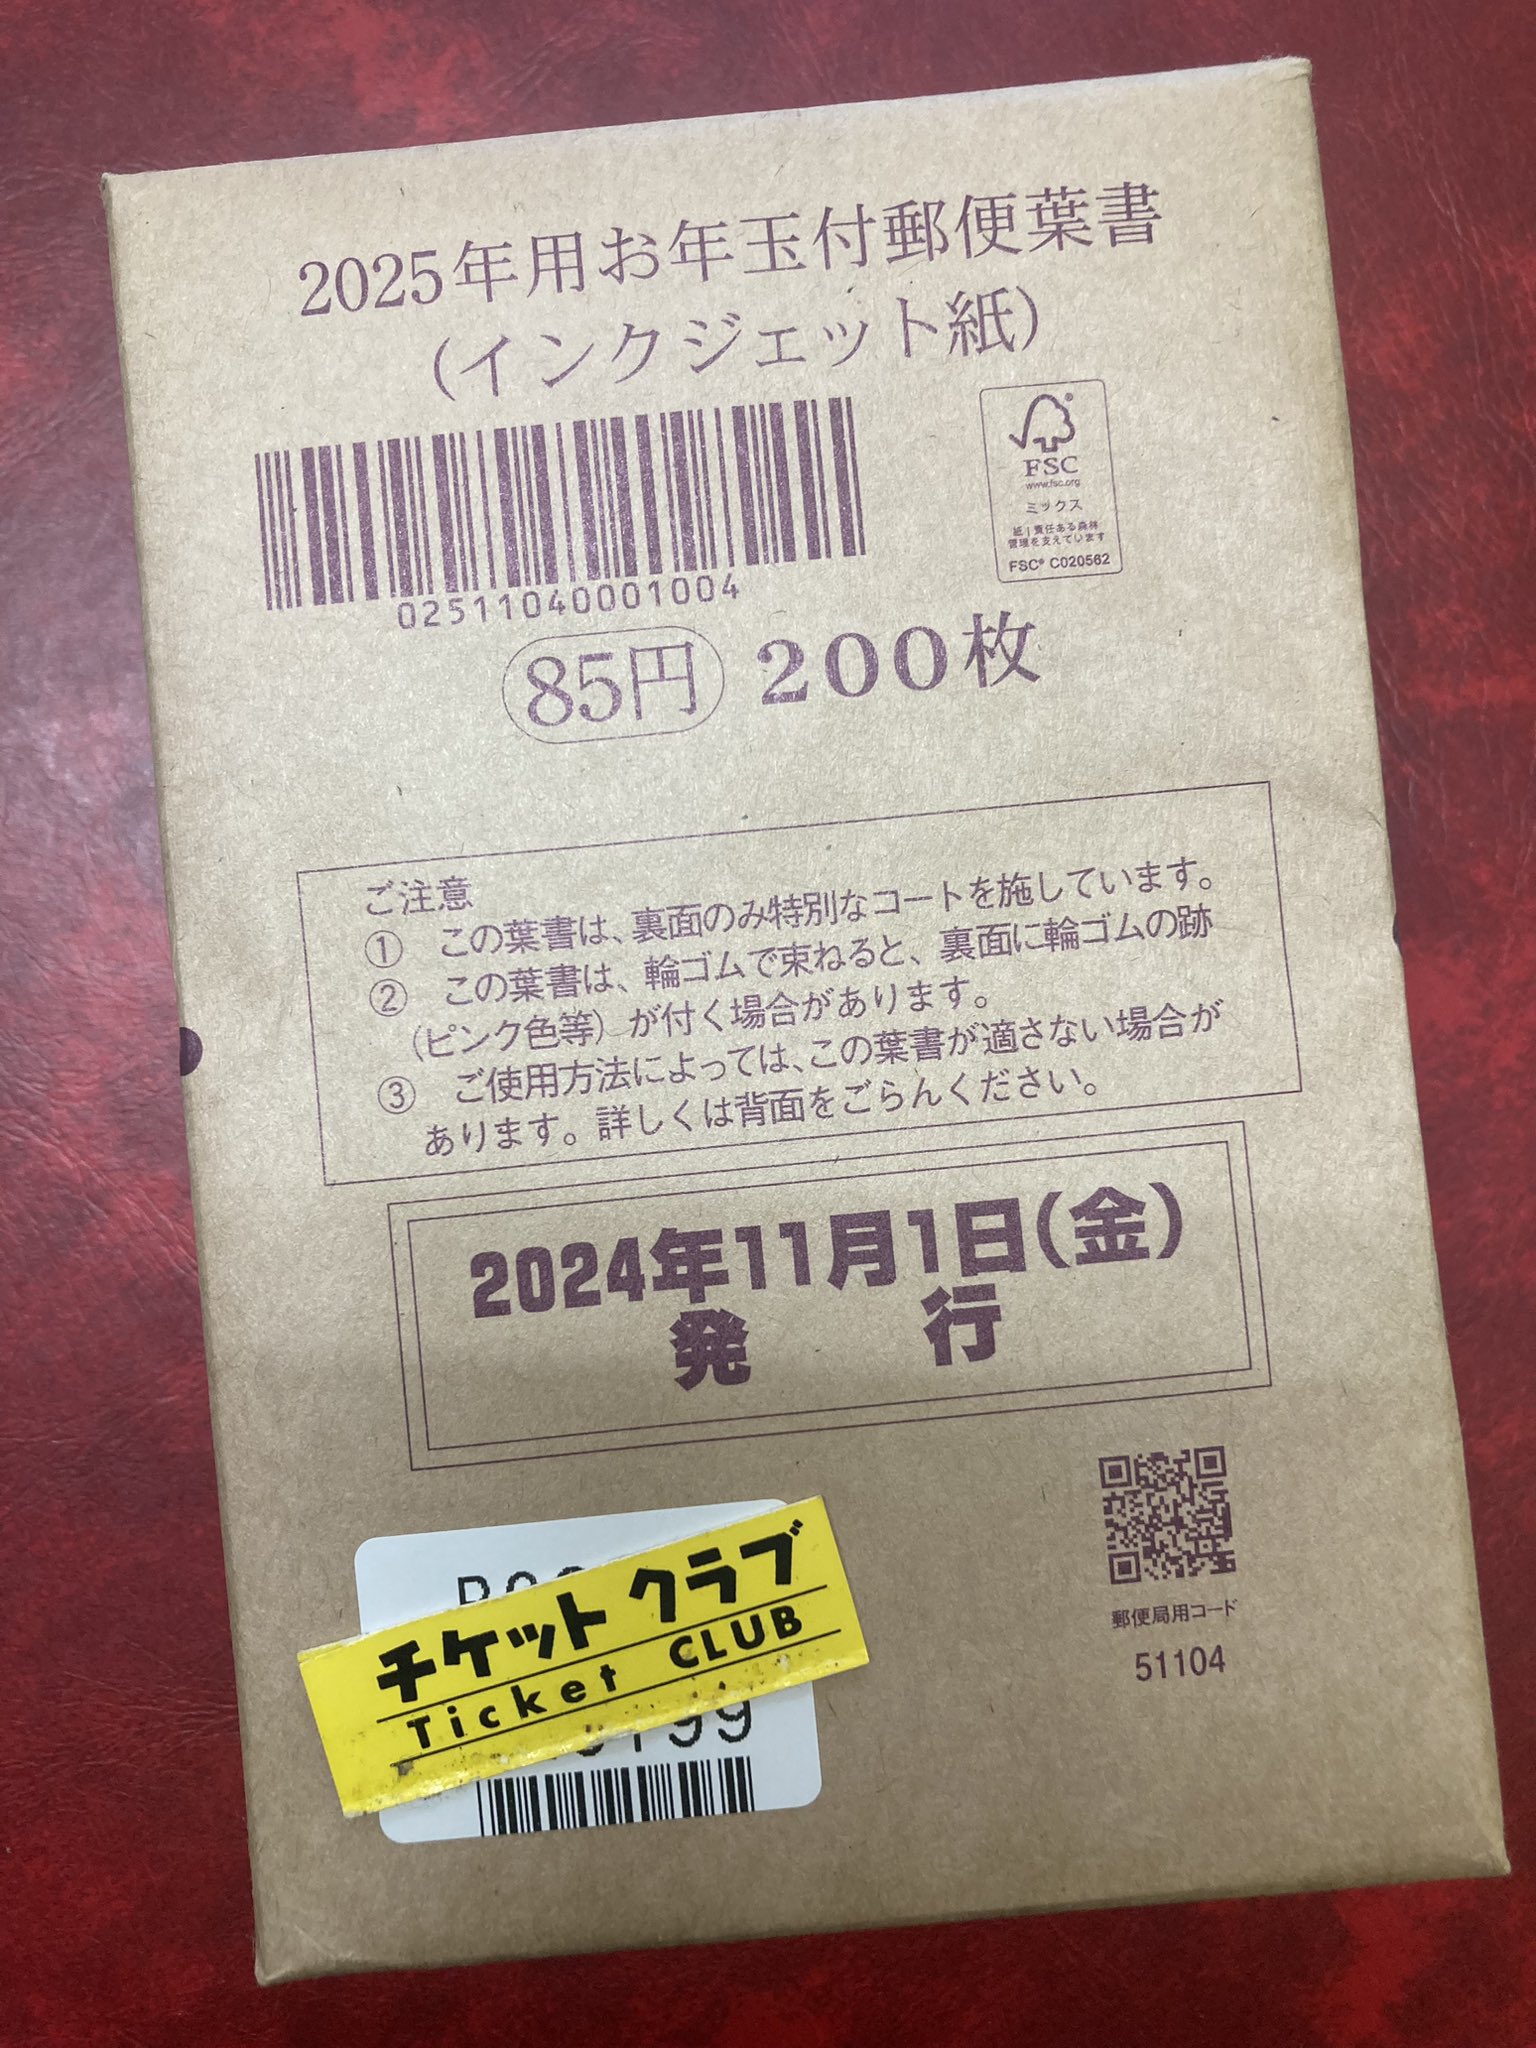 2025年用お年玉付郵便葉書
(インクジェット紙)
02511040001004
FSC
www.fsc.org
ミックス
紙|責任ある森林
管理を支えています
FSC® C020562
85円 200枚
ご注意
① この葉書は、裏面のみ特別なコートを施しています。
② この葉書は、輪ゴムで束ねると、裏面に輪ゴムの跡
(ピンク色等)が付く場合があります。
③ ご使用方法によっては、この葉書が適さない場合が
あります。詳しくは背面をごらんください。
2024年11月1日(金)
発行
郵便局用コード
51104
チケット クラブ
Ticket CLUB